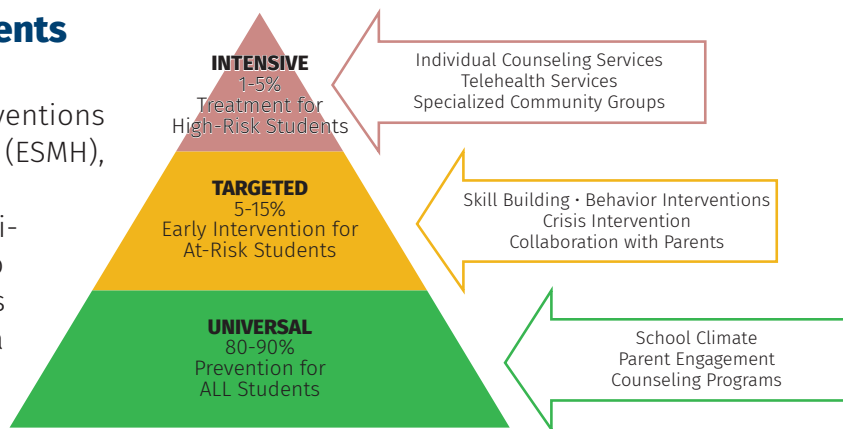 ents
ventions
(ESMH),
i-
s
INTENSIVE
1-5%
Treatment for
High-Risk Students
Individual Counseling Services
Telehealth Services
Specialized Community Groups
TARGETED
5-15%
Early Intervention for
At-Risk Students
Skill Building • Behavior Interventions
Crisis Intervention
Collaboration with Parents
UNIVERSAL
80-90%
Prevention for
ALL Students
School Climate
Parent Engagement
Counseling Programs